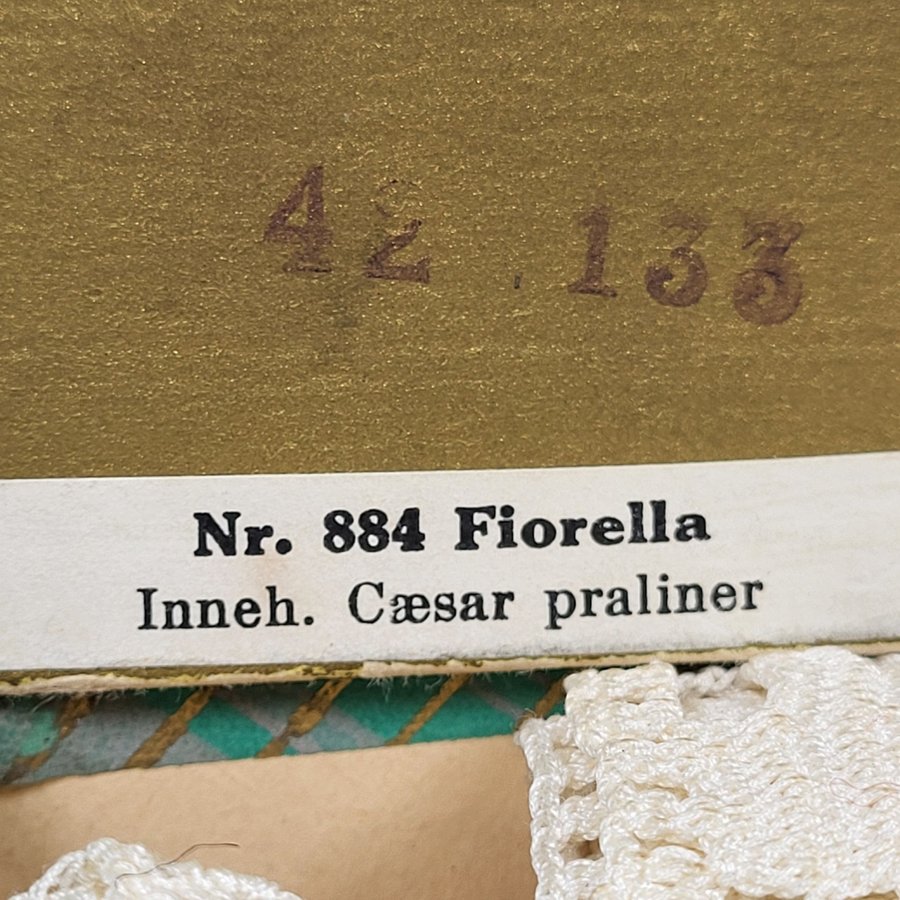 42 . 133
Nr. 884 Fiorella
Inneh. Cæsar praliner